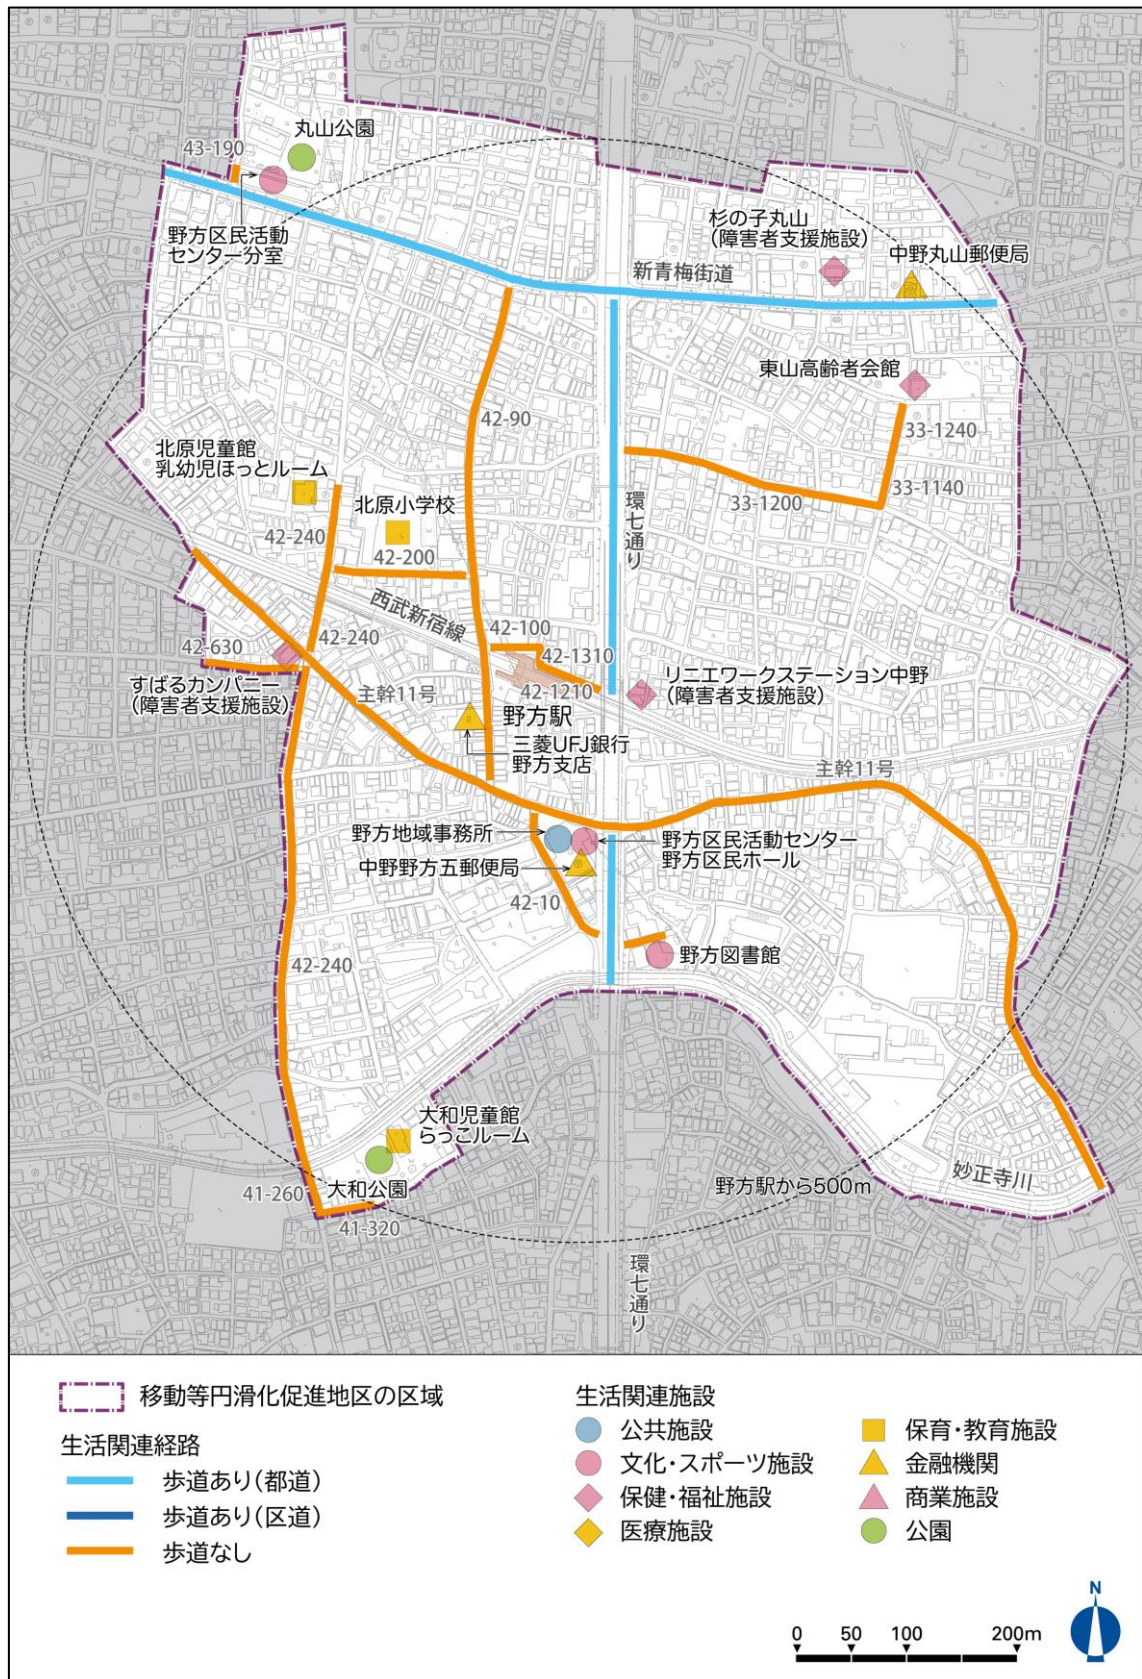 丸山公園
43-190
野方区民活動
センター分室
杉の子丸山
(障害者支援施設)
中野丸山郵便局
新青梅街道
東山高齢者会館
42-90
33-1240
北原児童館
乳幼児ほっとルーム
33-1140
北原小学校
33-1200
環七通り
42-240
42-200
西武新宿線
42-100
42-630
42-240
42-1310
すばるカンパニー
(障害者支援施設)
主幹11号
42-1210
リニエワークステーション中野
(障害者支援施設)
野方駅
三菱UFJ銀行
野方支店
主幹11号
野方地域事務所
野方区民活動センター
野方区民ホール
中野野方五郵便局
42-10
野方図書館
42-240
大和児童館
らっこルーム
大和公園
41-260
41-320
野方駅から500m
妙正寺川
環七通り
移動等円滑化促進地区の区域
生活関連経路
歩道あり(都道)
歩道あり(区道)
歩道なし
生活関連施設
公共施設
文化・スポーツ施設
保健・福祉施設
医療施設
保育・教育施設
金融機関
商業施設
公園
N
0 50 100 200m